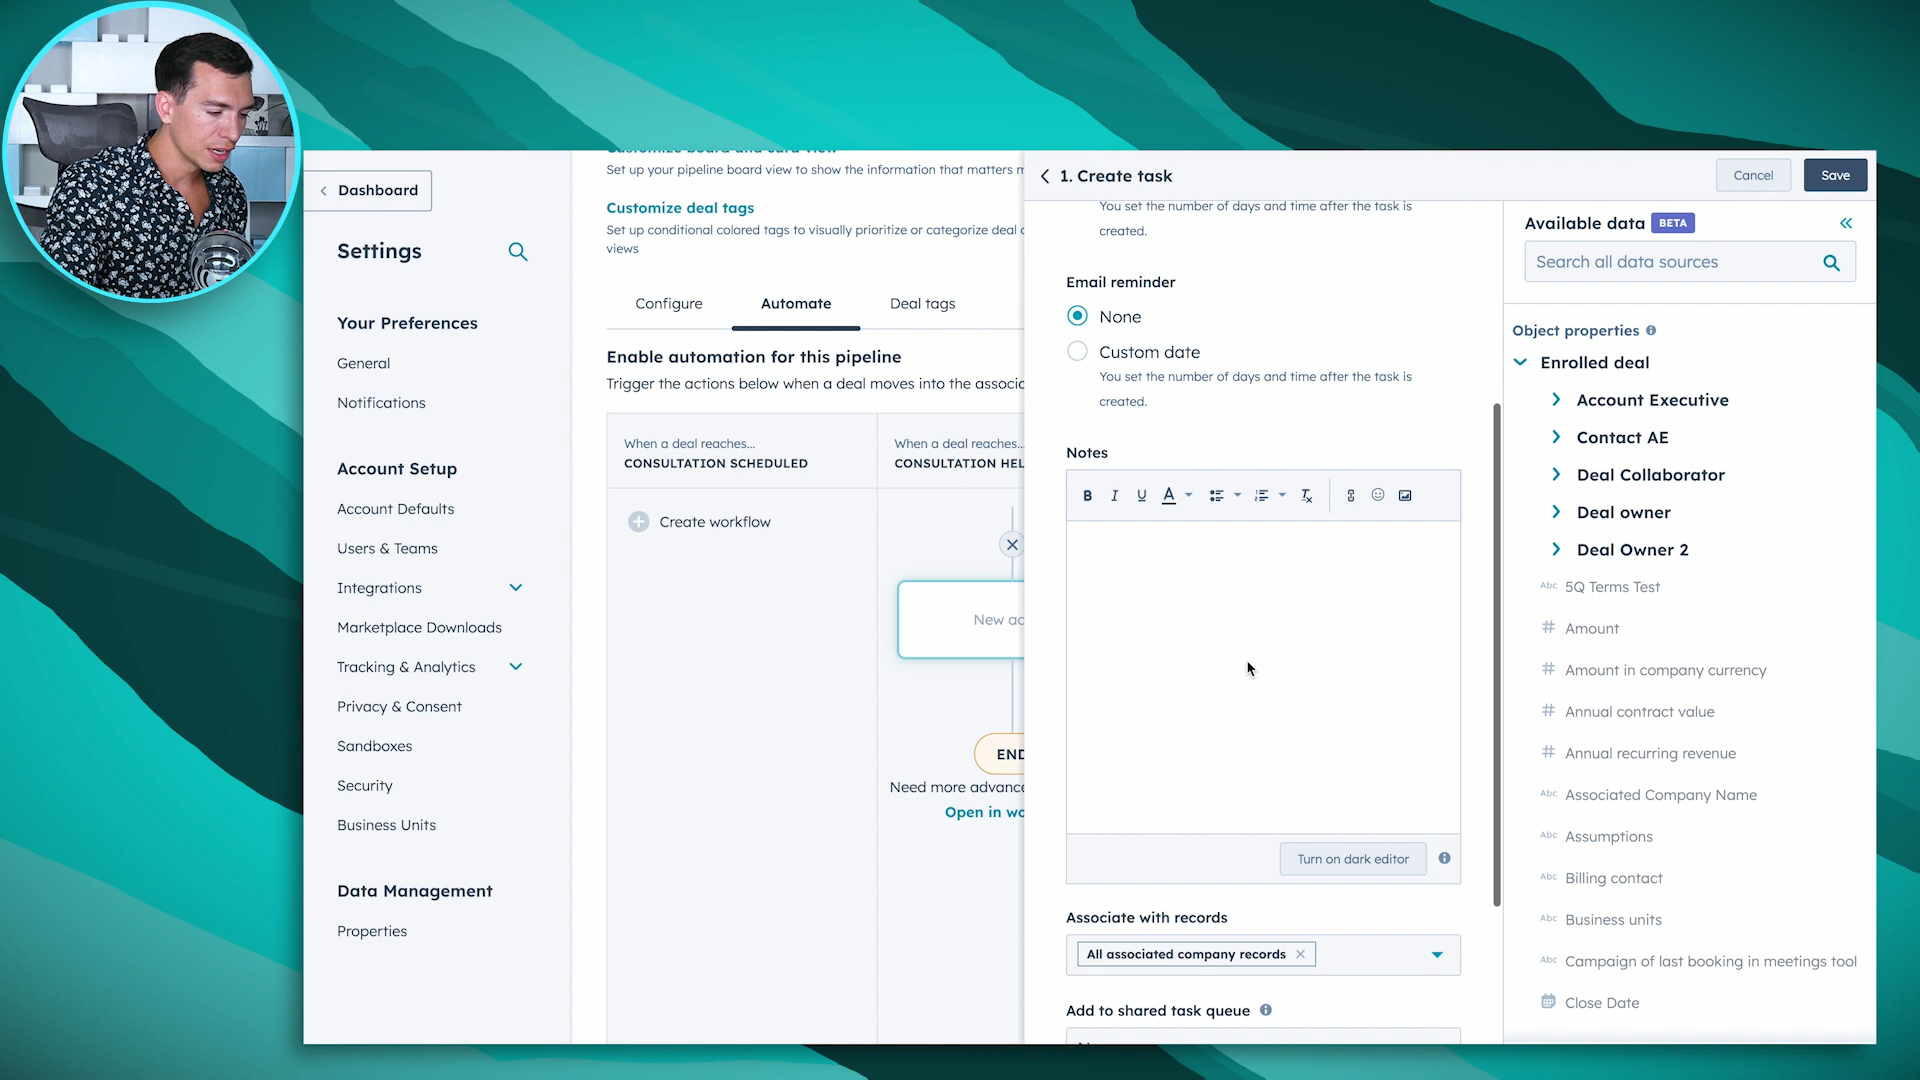 Dashboard
Settings
Your Preferences
General
Notifications
Account Setup
Account Defaults
Users & Teams
Integrations
Marketplace Downloads
Tracking & Analytics
Privacy & Consent
Sandboxes
Security
Business Units
Data Management
Properties
Customize board and card view
Set up your pipeline board view to show the information that matters m
Customize deal tags
Set up conditional colored tags to visually prioritize or categorize deal c
views
Configure
Automate
Deal tags
Enable automation for this pipeline
Trigger the actions below when a deal moves into the associc
When a deal reaches...
CONSULTATION SCHEDULED
Create workflow
When a deal reaches...
CONSULTATION HEL
New ac
END
Need more advance
Open in wo
1. Create task
Cancel
Save
You set the number of days and time after the task is
created.
Email reminder
None
Custom date
You set the number of days and time after the task is
created.
Notes
B I U A
Turn on dark editor
Associate with records
All associated company records
Add to shared task queue
Available data BETA
Search all data sources
Object properties
Enrolled deal
Account Executive
Contact AE
Deal Collaborator
Deal owner
Deal Owner 2
Abc 5Q Terms Test
# Amount
# Amount in company currency
# Annual contract value
# Annual recurring revenue
Abc Associated Company Name
Abc Assumptions
Abc Billing contact
Abc Business units
Abc Campaign of last booking in meetings tool
Close Date